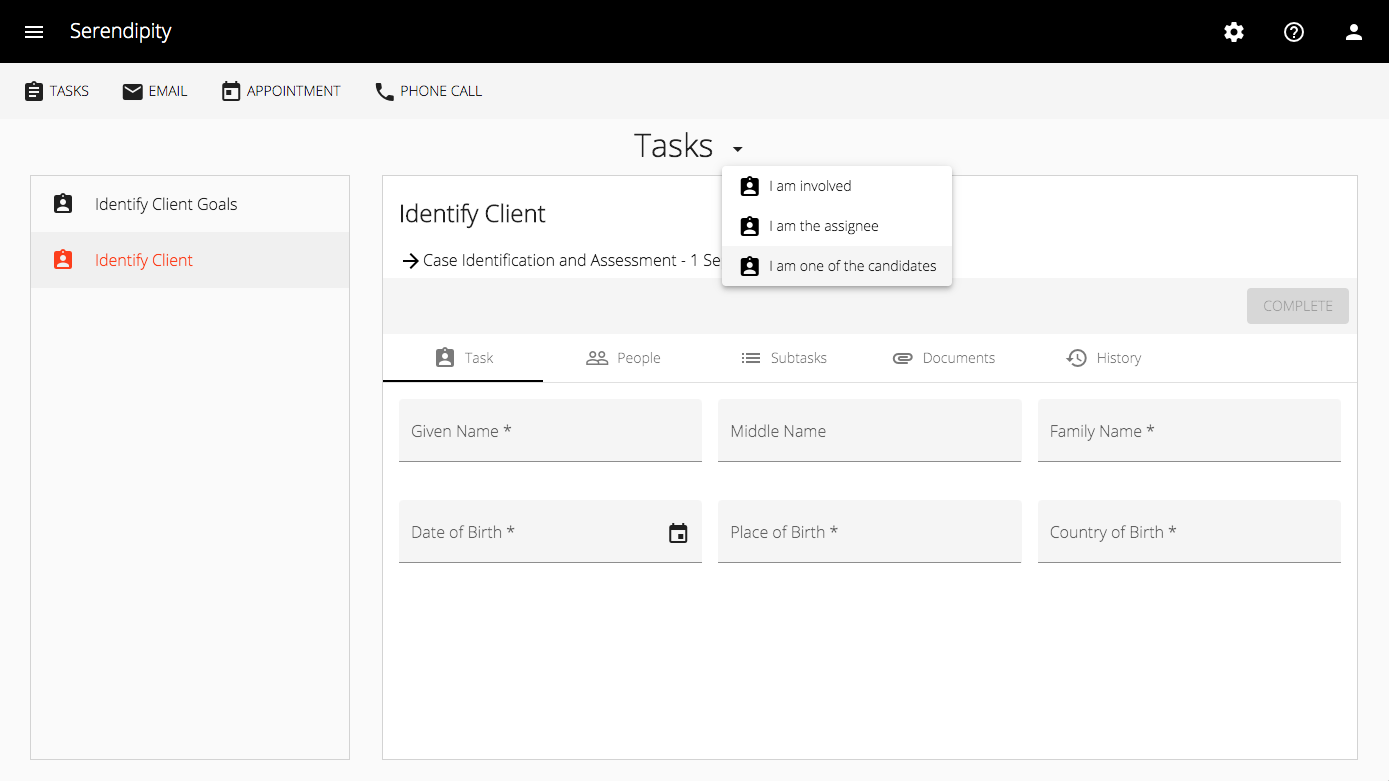 Serendipity
TASKS EMAIL APPOINTMENT PHONE CALL
Tasks
I am involved
I am the assignee
I am one of the candidates
Identify Client Goals
Identify Client
Identify Client
Case Identification and Assessment - 1 Se
COMPLETE
Task People Subtasks Documents History
Given Name * Middle Name Family Name *
Date of Birth * Place of Birth * Country of Birth *